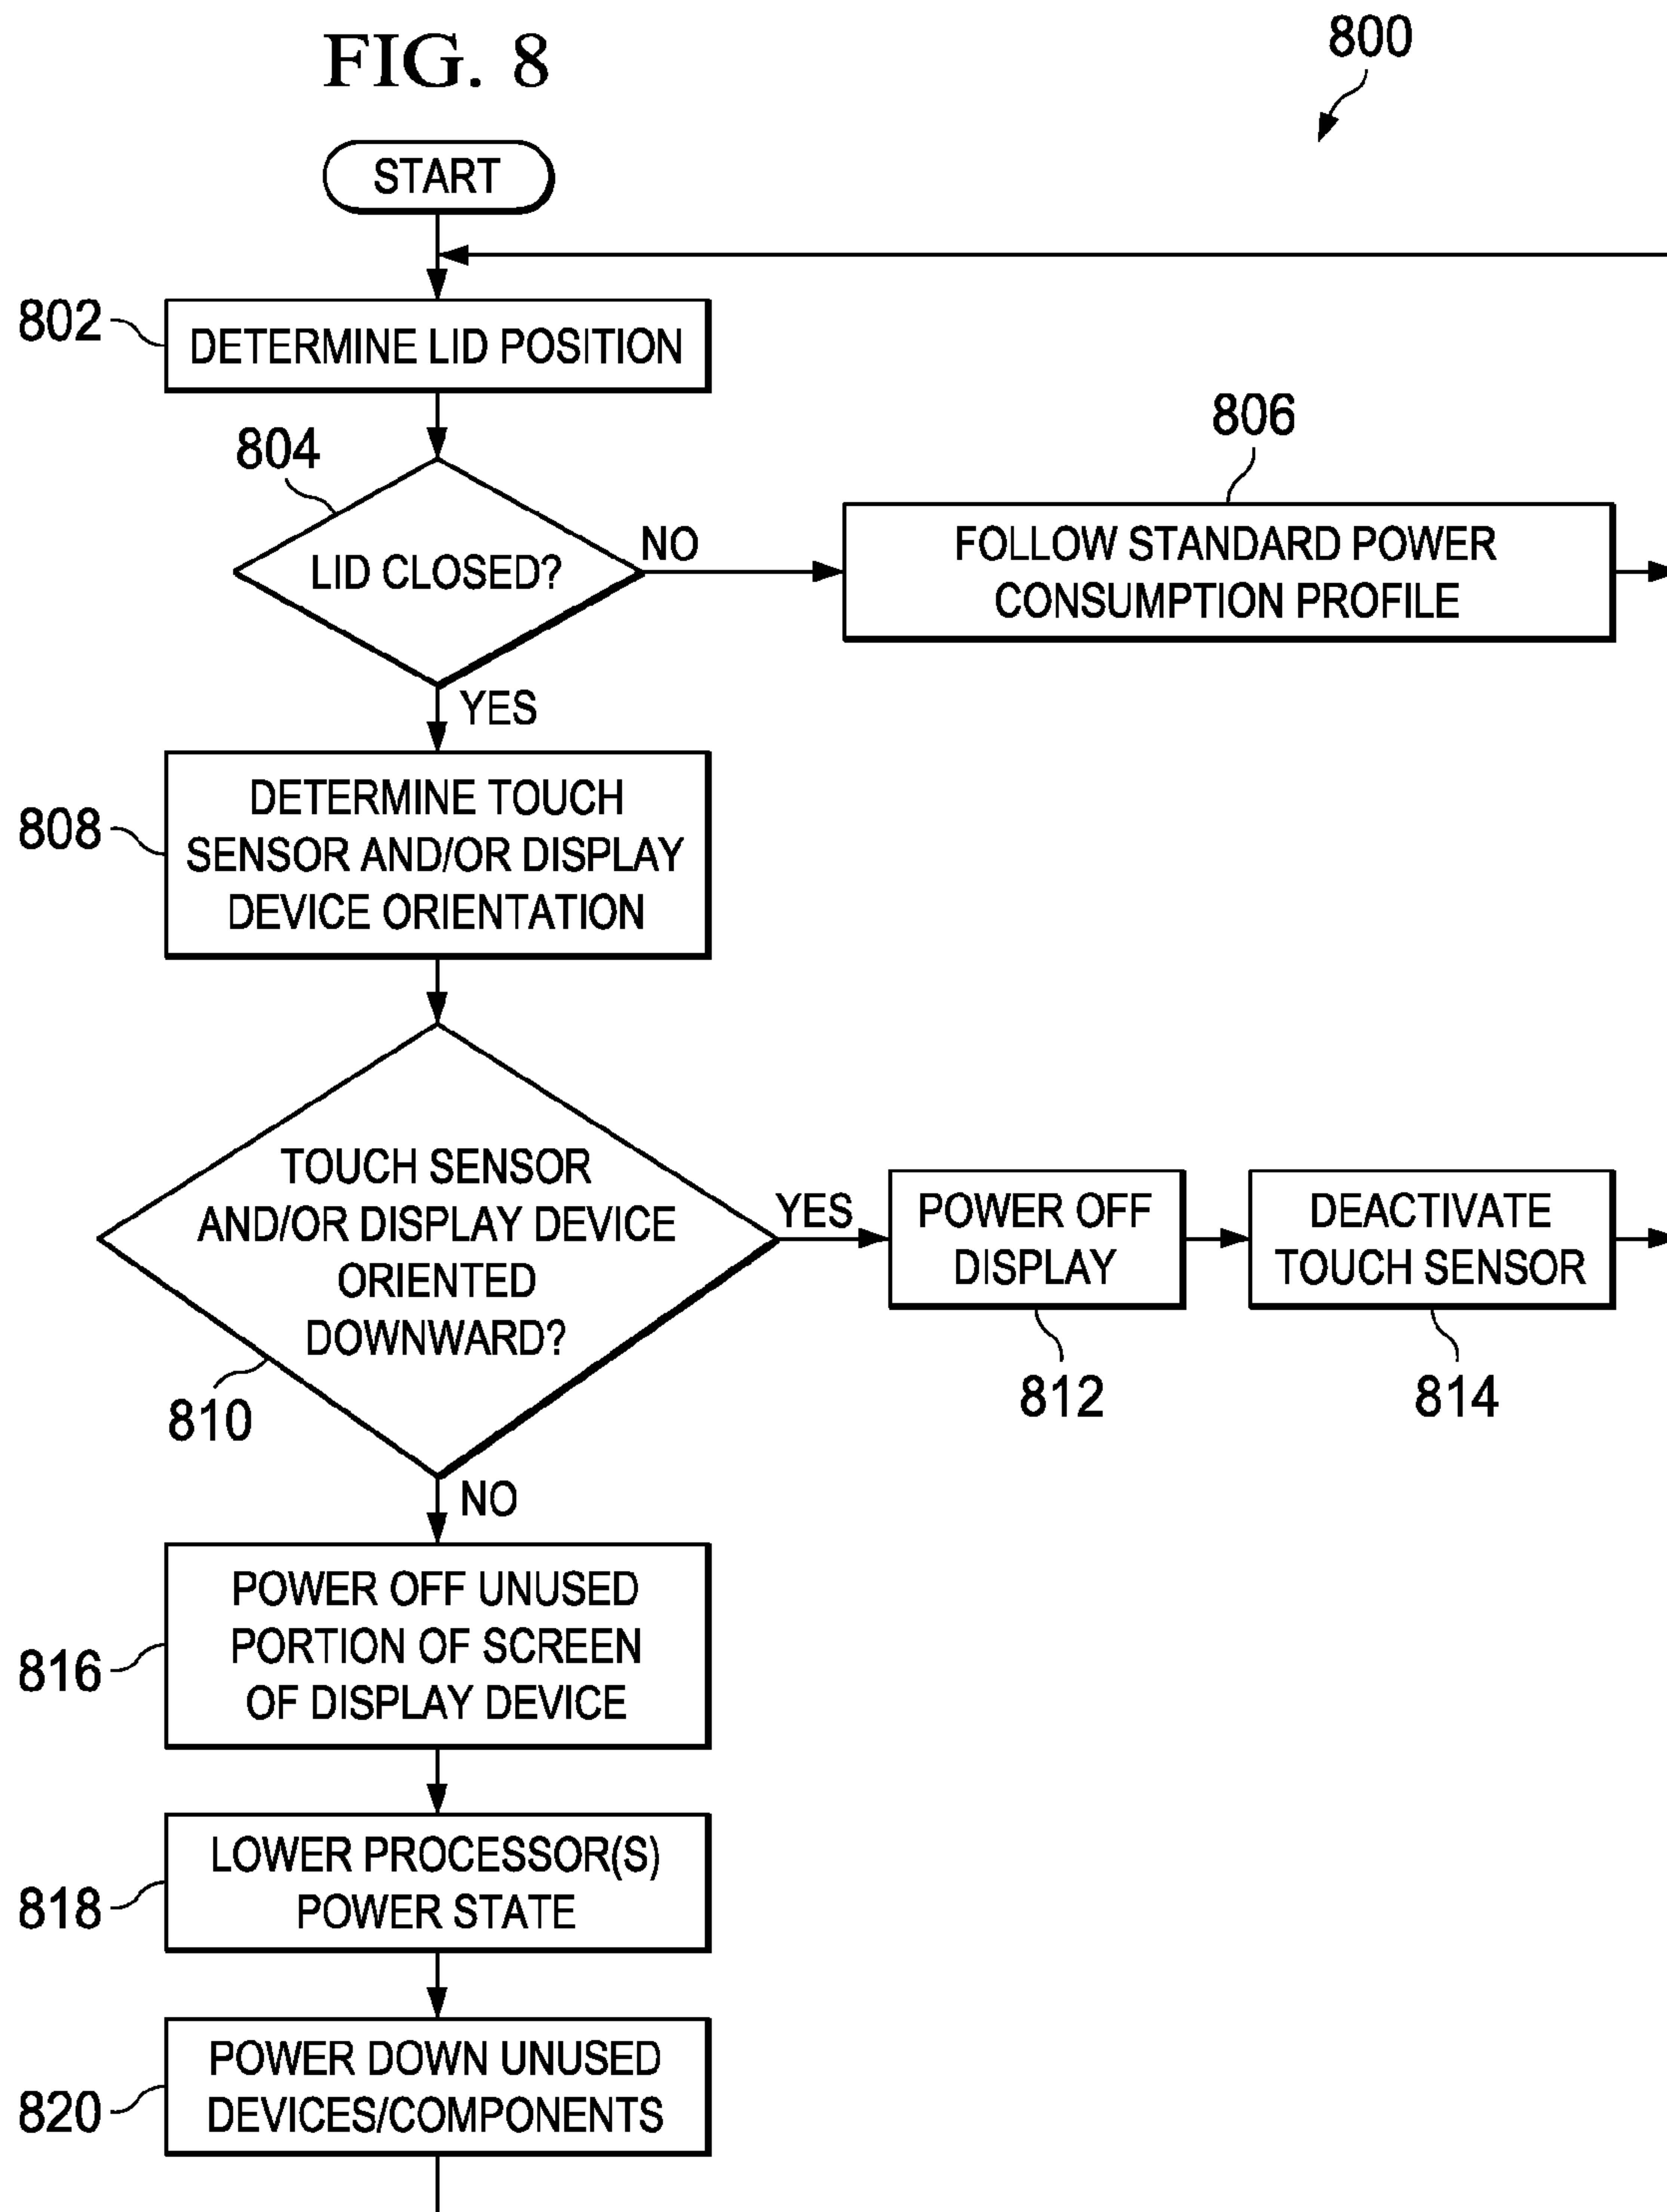 FIG. 8
800
START
802
DETERMINE LID POSITION
804
LID CLOSED?
NO
806
FOLLOW STANDARD POWER
CONSUMPTION PROFILE
YES
808
DETERMINE TOUCH
SENSOR AND/OR DISPLAY
DEVICE ORIENTATION
810
TOUCH SENSOR
AND/OR DISPLAY DEVICE
ORIENTED
DOWNWARD?
YES
POWER OFF
DISPLAY
812
DEACTIVATE
TOUCH SENSOR
814
NO
816
POWER OFF UNUSED
PORTION OF SCREEN
OF DISPLAY DEVICE
818
LOWER PROCESSOR(S)
POWER STATE
820
POWER DOWN UNUSED
DEVICES/COMPONENTS